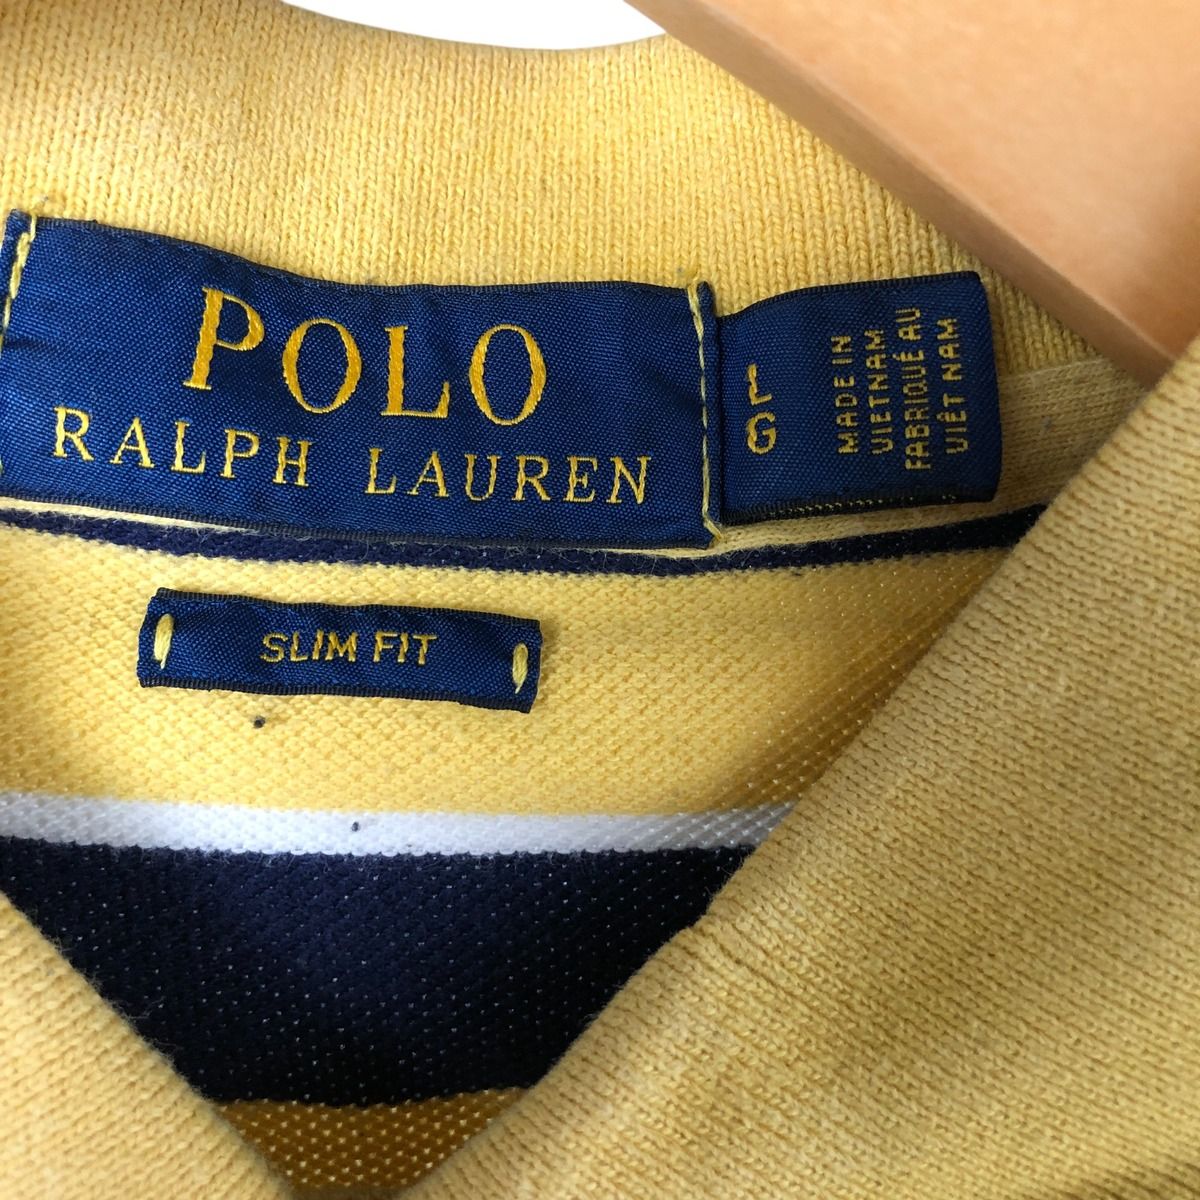 POLO
RALPH LAUREN
L
G
MADE IN
VIETNAM
FABRIQUÉ AU
VIÊT NAM
SLIM FIT